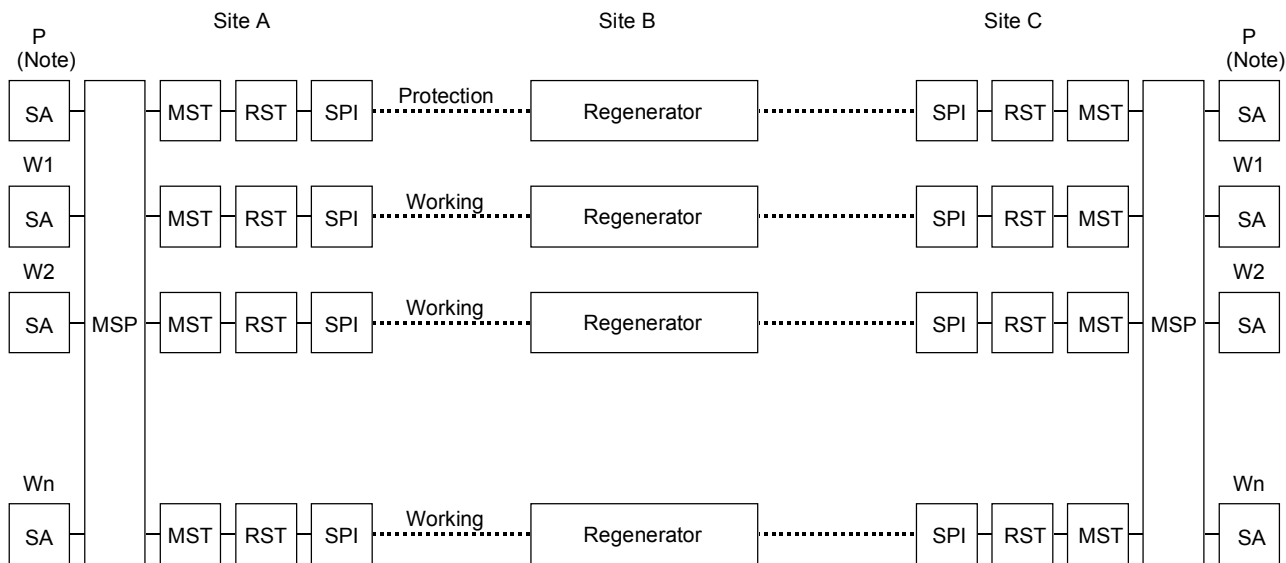 Site A Site B Site C
P P
(Note) (Note)
SA MST RST SPI Protection Regenerator SPI RST MST SA
W1 W1
SA MST RST SPI Working Regenerator SPI RST MST SA
W2 W2
SA MSP MST RST SPI Working Regenerator SPI RST MST MSP SA
Wn Wn
SA MST RST SPI Working Regenerator SPI RST MST SA